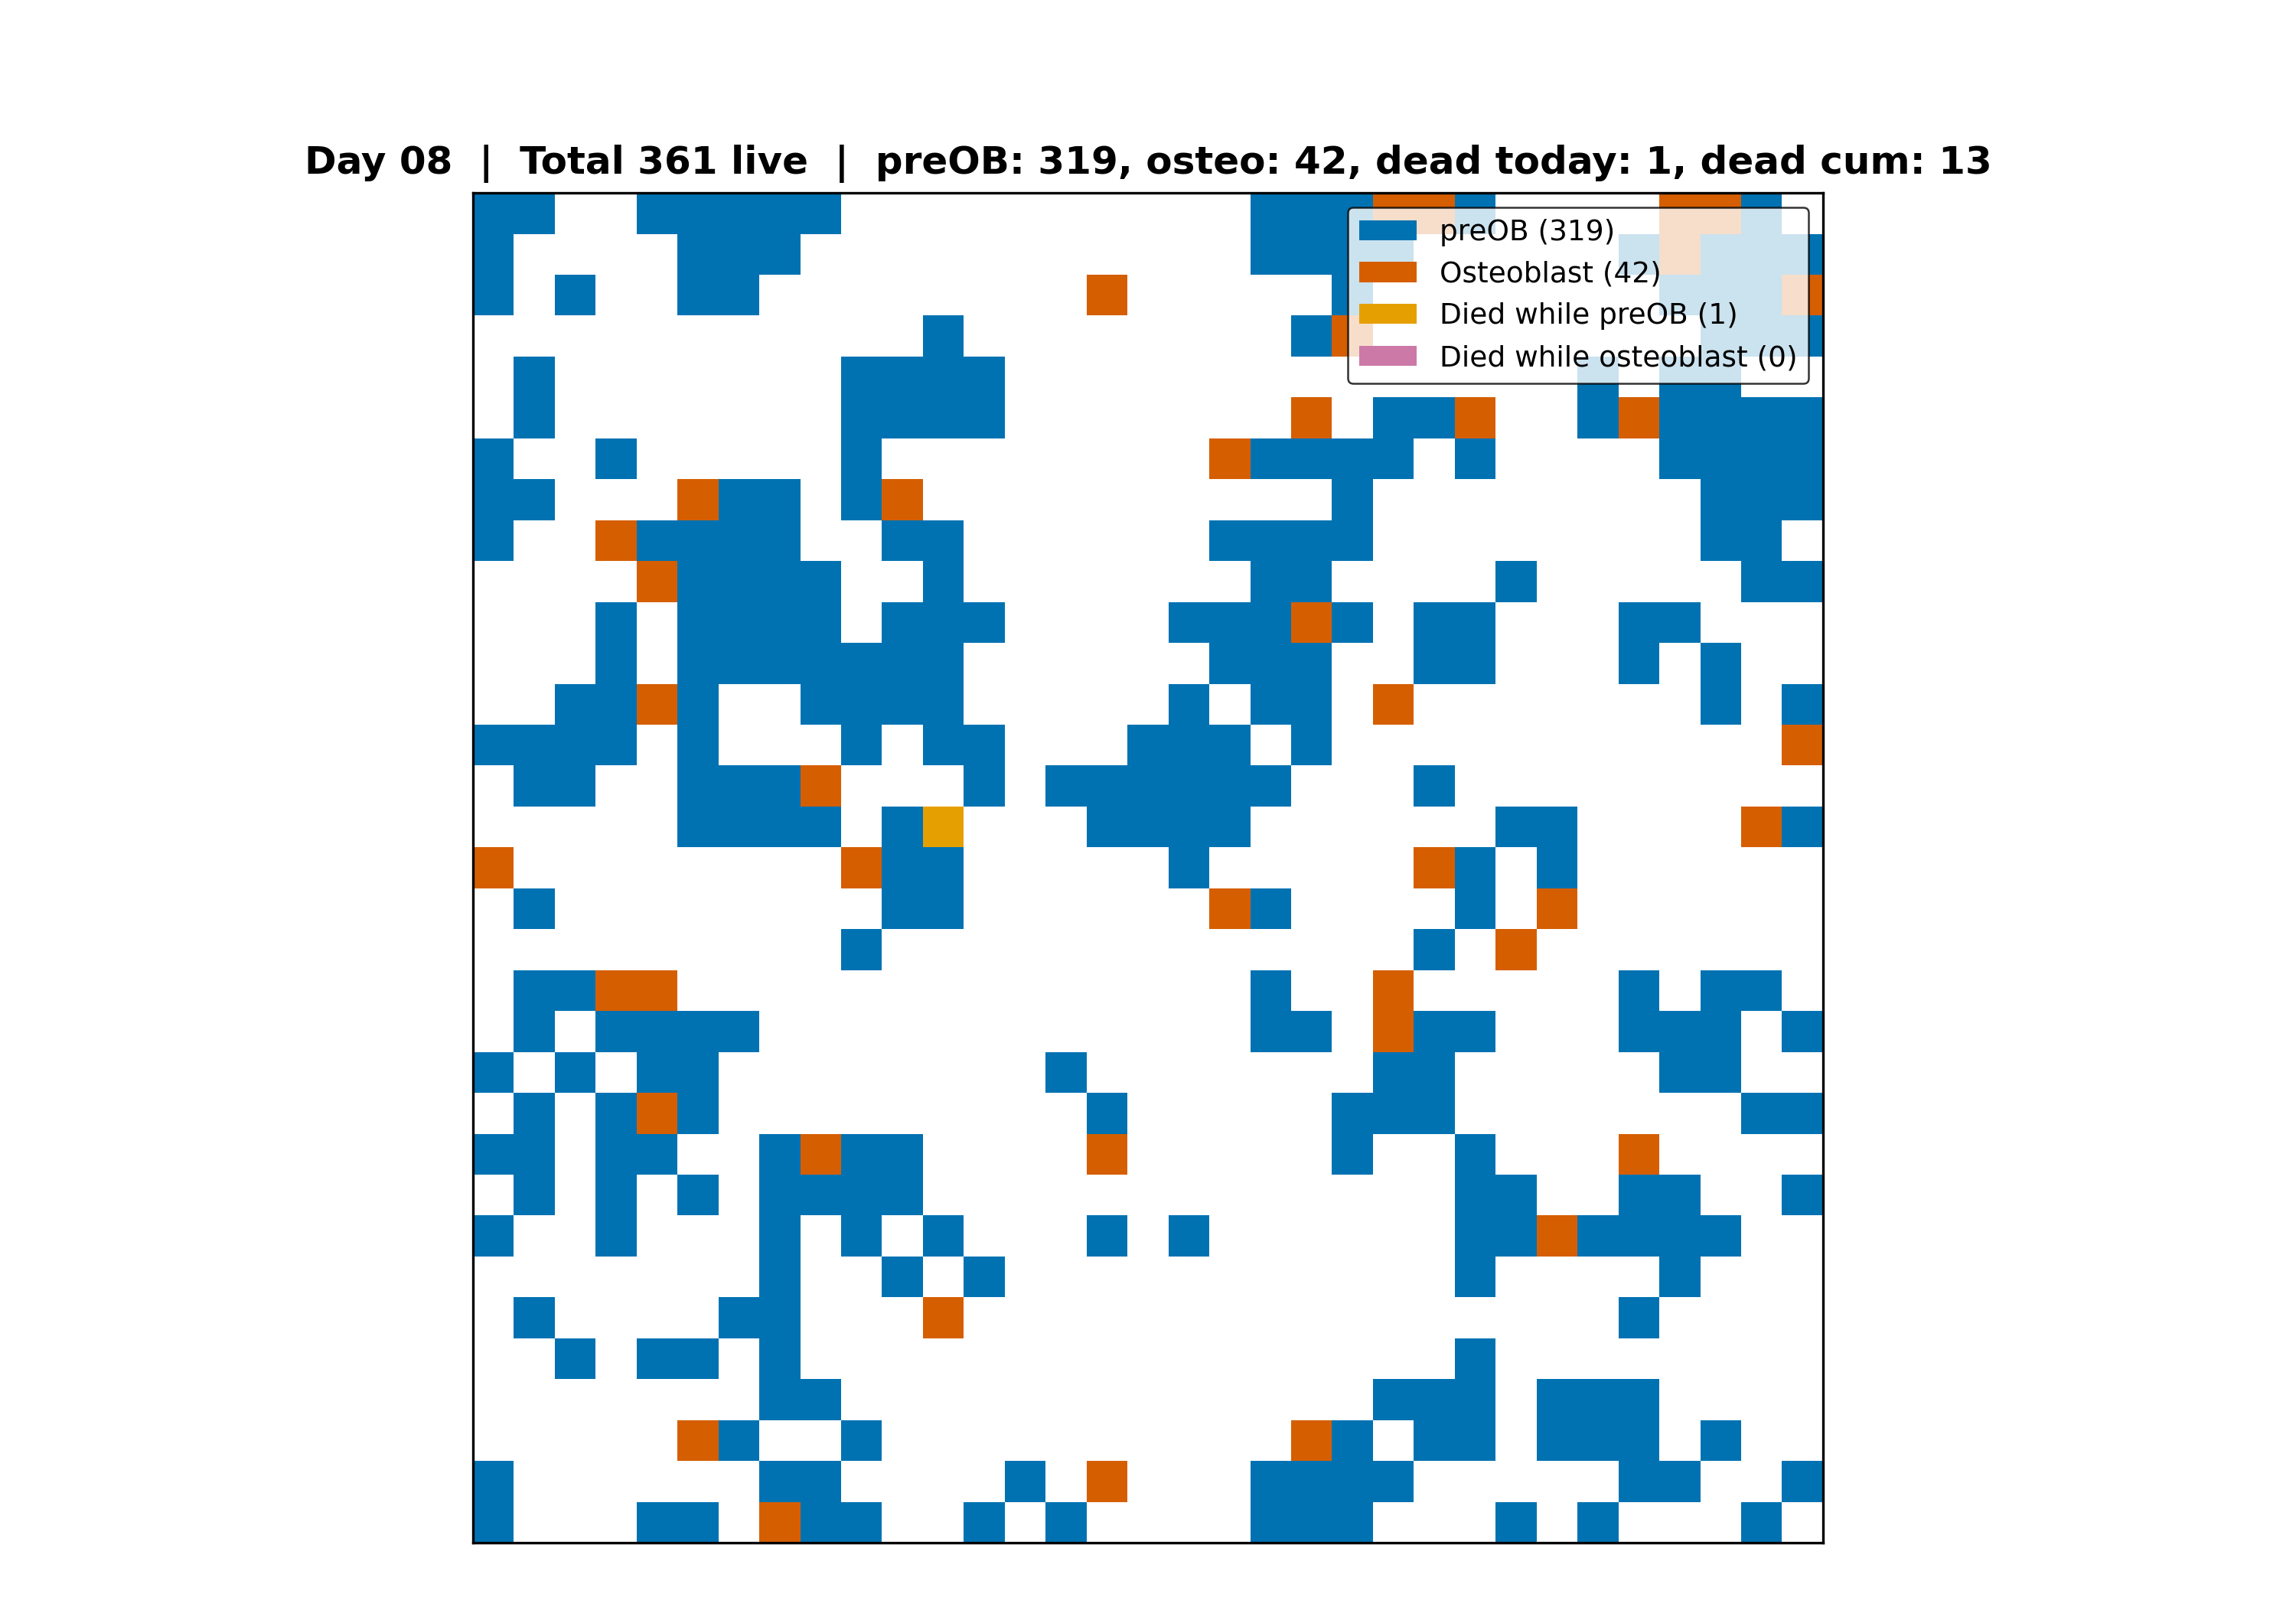 Day 08 | Total 361 live | preOB: 319, osteo: 42, dead today: 1, dead cum: 13
preOB (319)
Osteoblast (42)
Died while preOB (1)
Died while osteoblast (0)